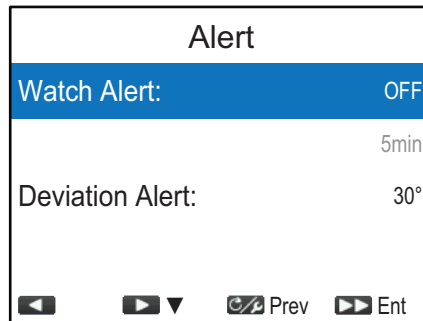 Alert
Watch Alert: OFF
5min
Deviation Alert: 30°
Prev Ent